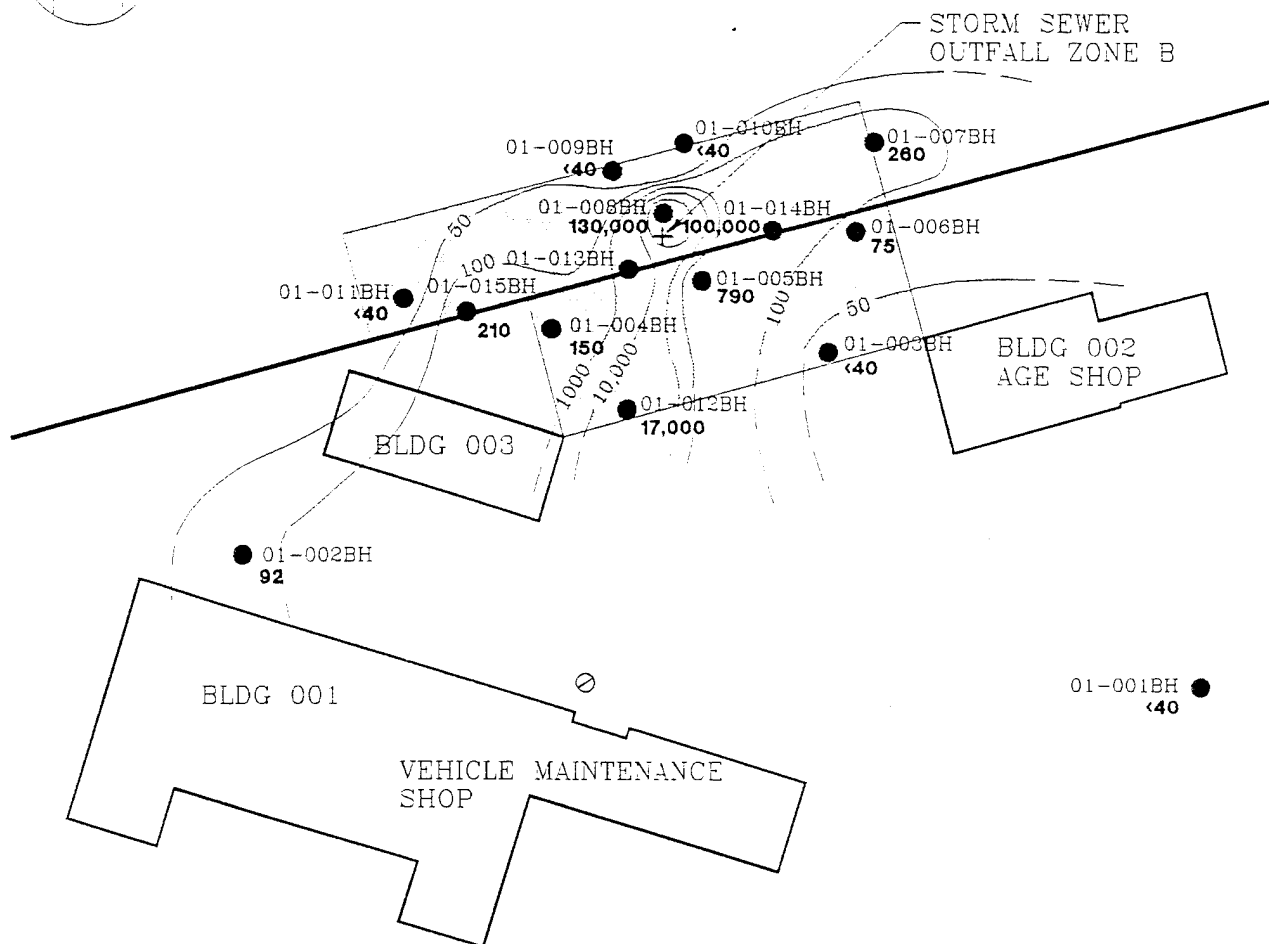 STORM SEWER
OUTFALL ZONE B
01-010BH
<40
01-007BH
260
01-009BH
<40
01-008BH
130,000
100,000
01-014BH
01-006BH
75
50
100
01-013BH
01-005BH
790
01-011BH
<40
01-015BH
210
01-004BH
150
100
50
1000
10,000
01-003BH
<40
BLDG 002
AGE SHOP
01-012BH
17,000
BLDG 003
01-002BH
92
BLDG 001
VEHICLE MAINTENANCE
SHOP
01-001BH
<40